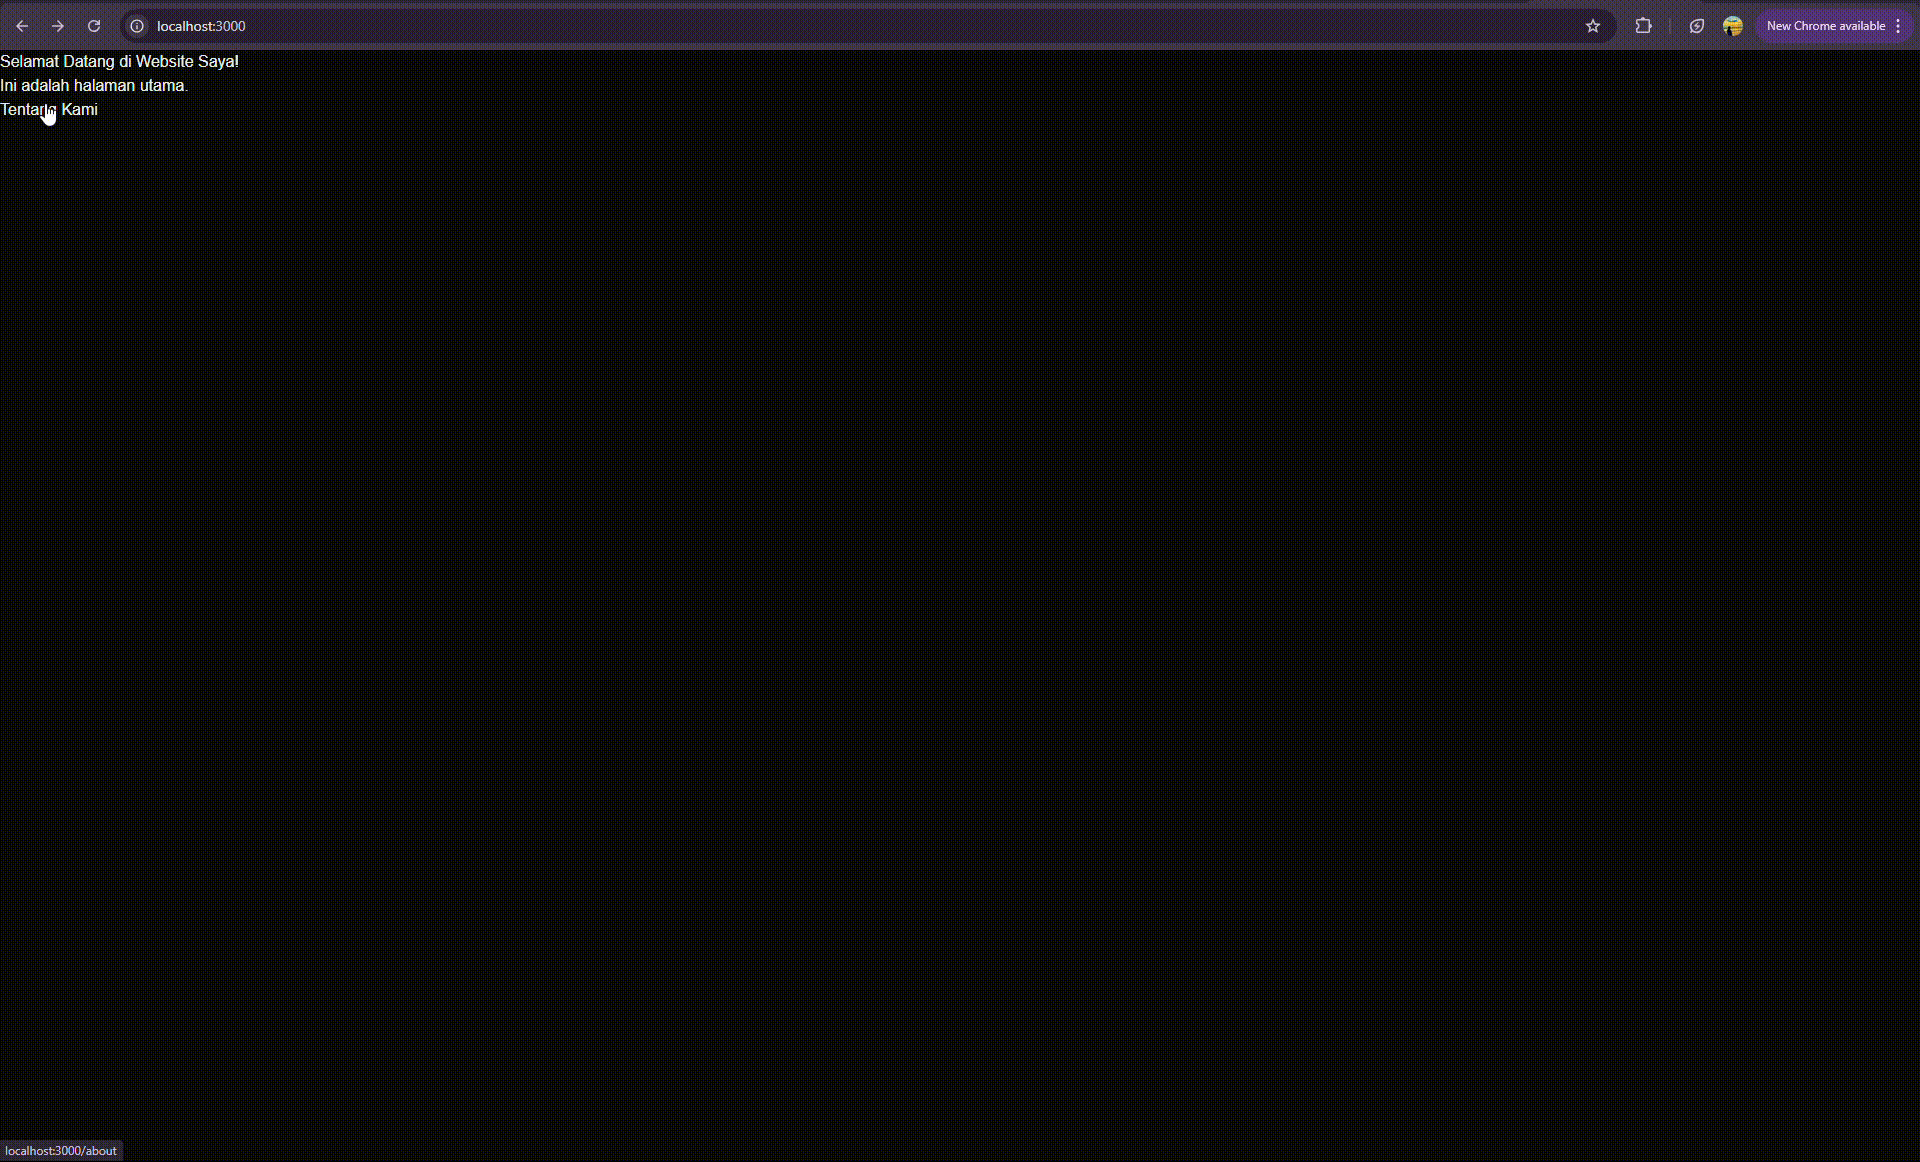 localhost:3000
New Chrome available
Selamat Datang di Website Saya!
Ini adalah halaman utama.
Tentang Kami
localhost:3000/about